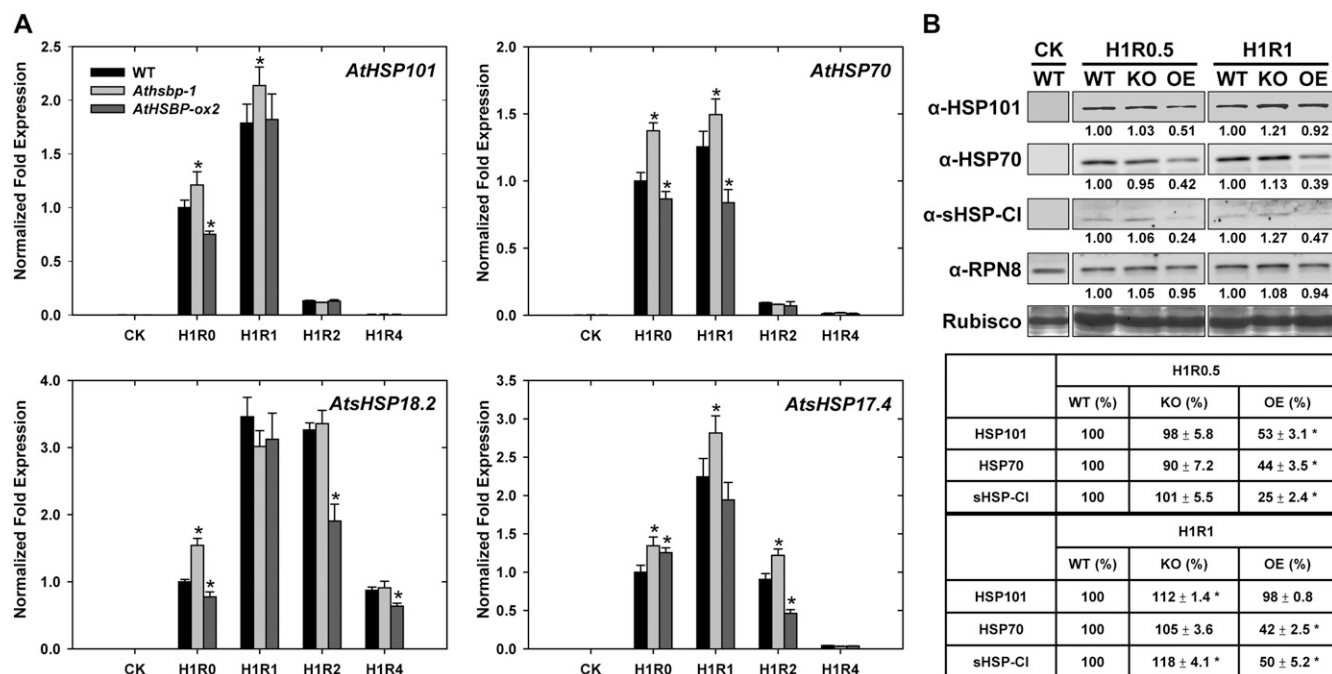 A
AtHSP101
WT
Athsbp-1
AtHSBP-ox2
Normalized Fold Expression
2.5
2.0
1.5
1.0
0.5
0.0
* * *
CK H1R0 H1R1 H1R2 H1R4
AtHSP70
Normalized Fold Expression
2.0
1.5
1.0
0.5
0.0
* * * *
CK H1R0 H1R1 H1R2 H1R4
AtsHSP18.2
Normalized Fold Expression
4.0
3.0
2.0
1.0
0.0
* * * *
CK H1R0 H1R1 H1R2 H1R4
AtsHSP17.4
Normalized Fold Expression
3.5
3.0
2.5
2.0
1.5
1.0
0.5
0.0
* * * * *
CK H1R0 H1R1 H1R2 H1R4
B
CK H1R0.5 H1R1
WT WT KO OE WT KO OE
α-HSP101
1.00 1.03 0.51 1.00 1.21 0.92
α-HSP70
1.00 0.95 0.42 1.00 1.13 0.39
α-sHSP-CI
1.00 1.06 0.24 1.00 1.27 0.47
α-RPN8
1.00 1.05 0.95 1.00 1.08 0.94
Rubisco
H1R0.5
WT (%) KO (%) OE (%)
HSP101 100 98 ± 5.8 53 ± 3.1 *
HSP70 100 90 ± 7.2 44 ± 3.5 *
sHSP-CI 100 101 ± 5.5 25 ± 2.4 *
H1R1
WT (%) KO (%) OE (%)
HSP101 100 112 ± 1.4 * 98 ± 0.8
HSP70 100 105 ± 3.6 42 ± 2.5 *
sHSP-CI 100 118 ± 4.1 * 50 ± 5.2 *